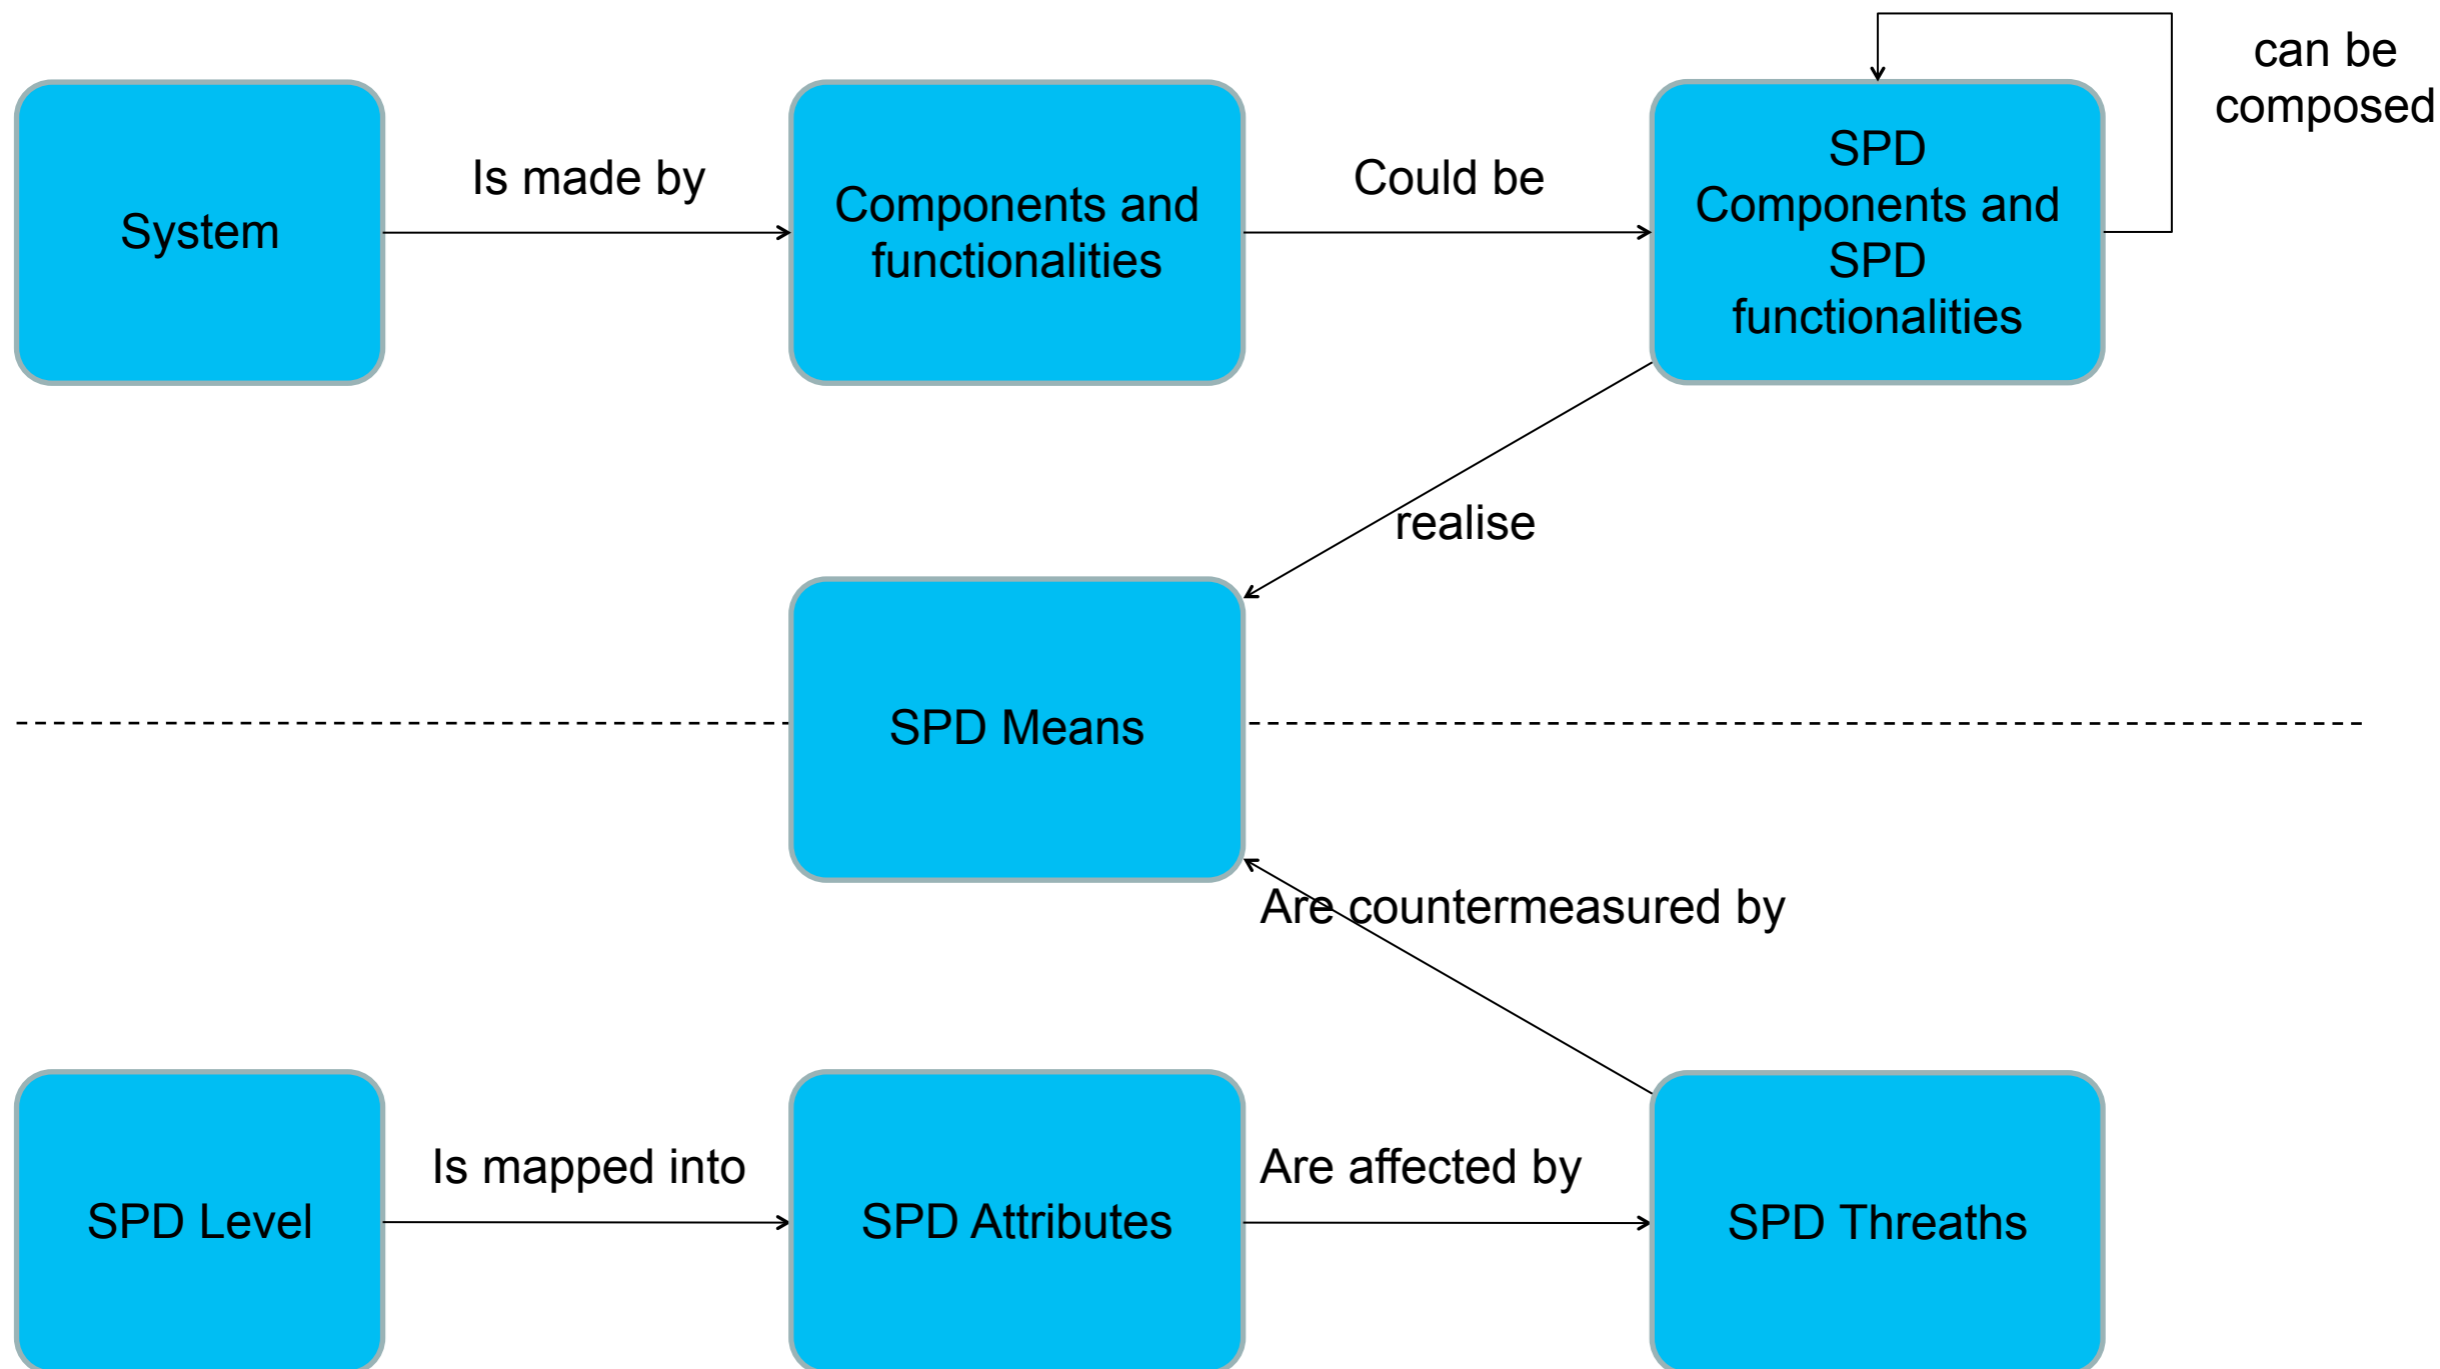 can be
composed
System
Is made by
Components and
functionalities
Could be
SPD
Components and
SPD
functionalities
realise
SPD Means
Are countermeasured by
SPD Level
Is mapped into
SPD Attributes
Are affected by
SPD Threaths